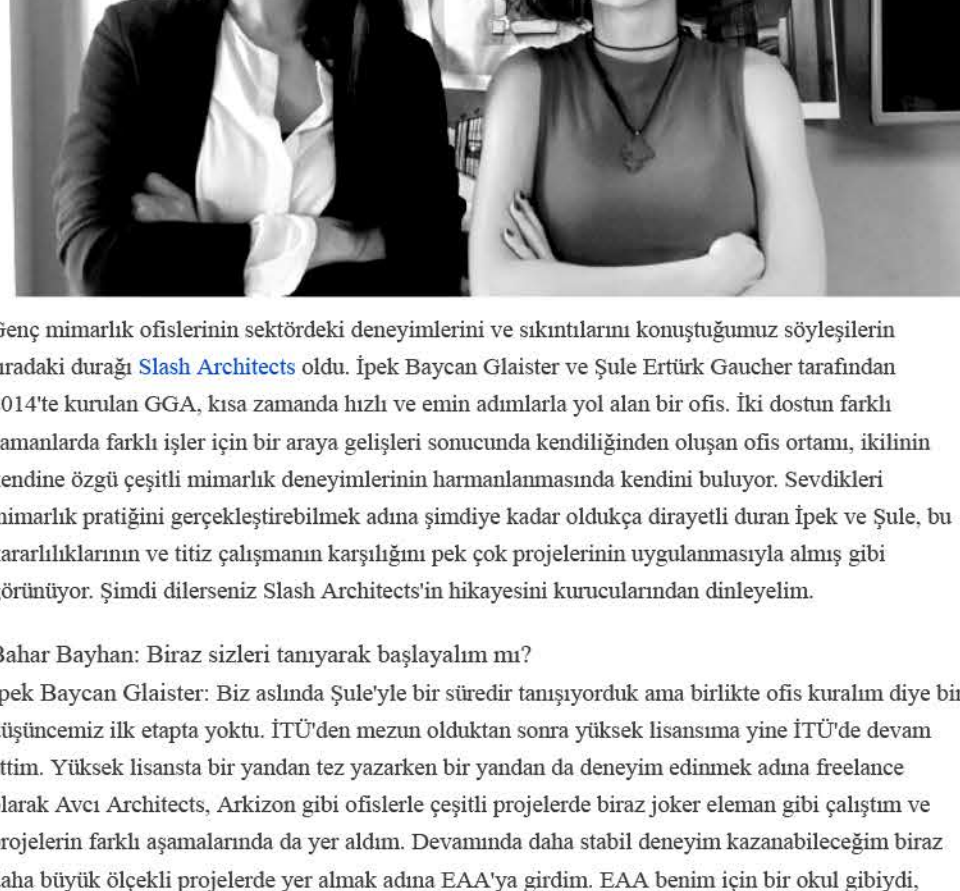 Genç mimarlık ofislerinin sektördeki deneyimlerini ve sıkıntılarını konuştuğumuz söyleşilerin
ıradaki durağı Slash Architects oldu. İpek Baycan Glaister ve Şule Ertürk Gaucher tarafından
014'te kurulan GGA, kısa zamanda hızlı ve emin adımlarla yol alan bir ofis. İki dostun farklı
amanlarda farklı işler için bir araya gelişleri sonucunda kendiliğinden oluşan ofis ortamı, ikilinin
endine özgü çeşitli mimarlık deneyimlerinin harmanlanmasında kendini buluyor. Sevdikleri
mimarlık pratiğini gerçekleştirebilmek adına şimdiye kadar oldukça dirayetli duran İpek ve Şule, bu
ararlılıklarının ve titiz çalışmanın karşılığını pek çok projelerinin uygulanmasıyla almış gibi
örünüyor. Şimdi dilerseniz Slash Architects'in hikayesini kurucularından dinleyelim.
Bahar Bayhan: Biraz sizleri tanıyarak başlayalım mı?
pek Baycan Glaister: Biz aslında Şule'yle bir süredir tanışıyorduk ama birlikte ofis kuralım diye bir
üşüncemiz ilk etapta yoktu. İTÜ'den mezun olduktan sonra yüksek lisansıma yine İTÜ'de devam
ttim. Yüksek lisansta bir yandan tez yazarken bir yandan da deneyim edinmek adına freelance
larak Avcı Architects, Arkizon gibi ofislerle çeşitli projelerde biraz joker eleman gibi çalıştım ve
rojelerin farklı aşamalarında da yer aldım. Devamında daha stabil deneyim kazanabileceğim biraz
aha büyük ölçekli projelerde yer almak adına EAA'ya girdim. EAA benim için bir okul gibiydi,